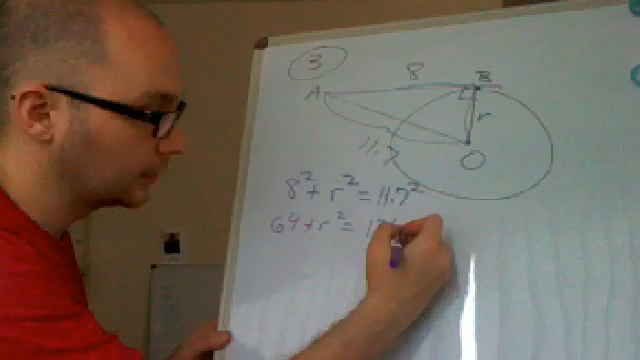 3
8
A
B
r
11.7
O
8² + r² = 11.7²
64 + r² =